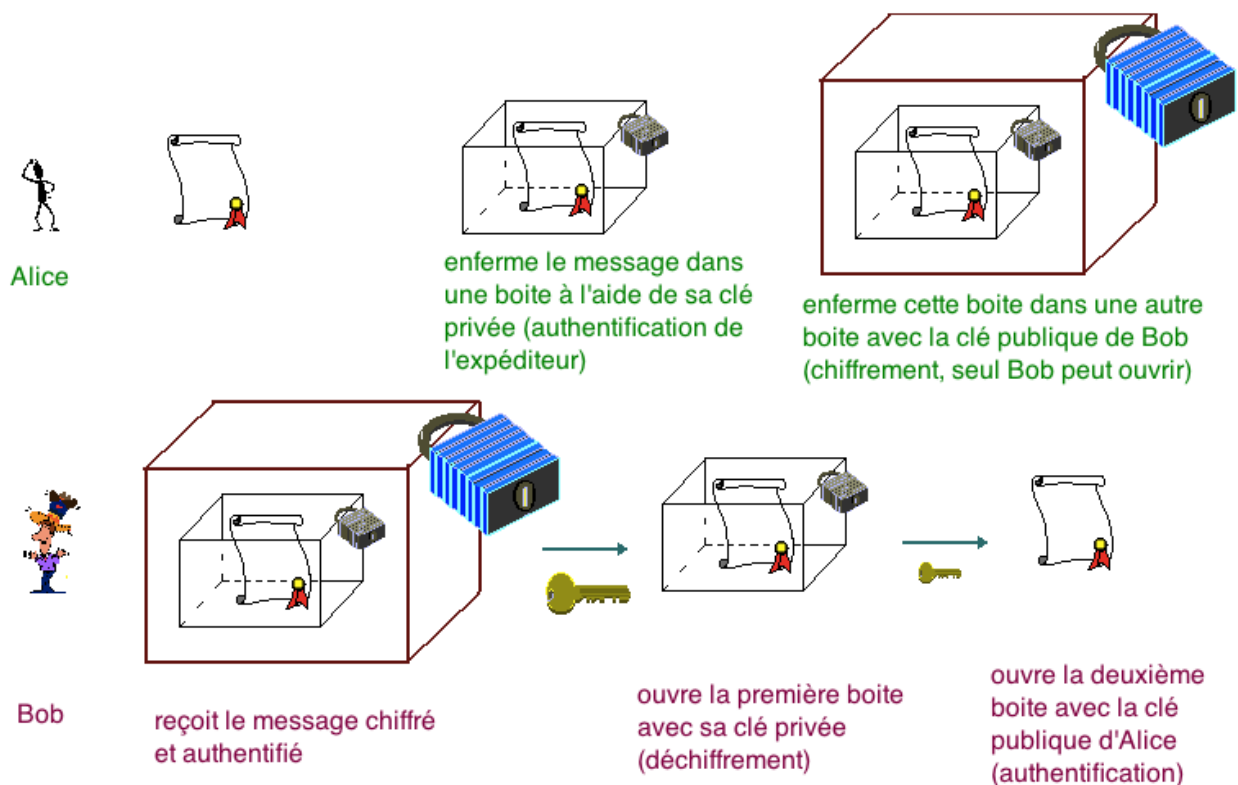 Alice
enferme le message dans
une boite à l'aide de sa clé
privée (authentification de
l'expéditeur)
enferme cette boite dans une autre
boite avec la clé publique de Bob
(chiffrement, seul Bob peut ouvrir)
Bob
reçoit le message chiffré
et authentifié
ouvre la première boite
avec sa clé privée
(déchiffrement)
ouvre la deuxième
boite avec la clé
publique d'Alice
(authentification)